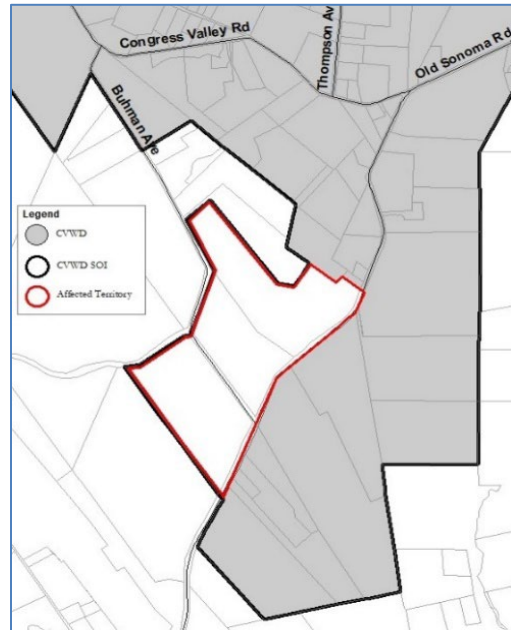 Congress Valley Rd
Thompson Av
Old Sonoma Rd
Buhman Ave
Legend
CVWD
CVWD SOI
Affected Territory